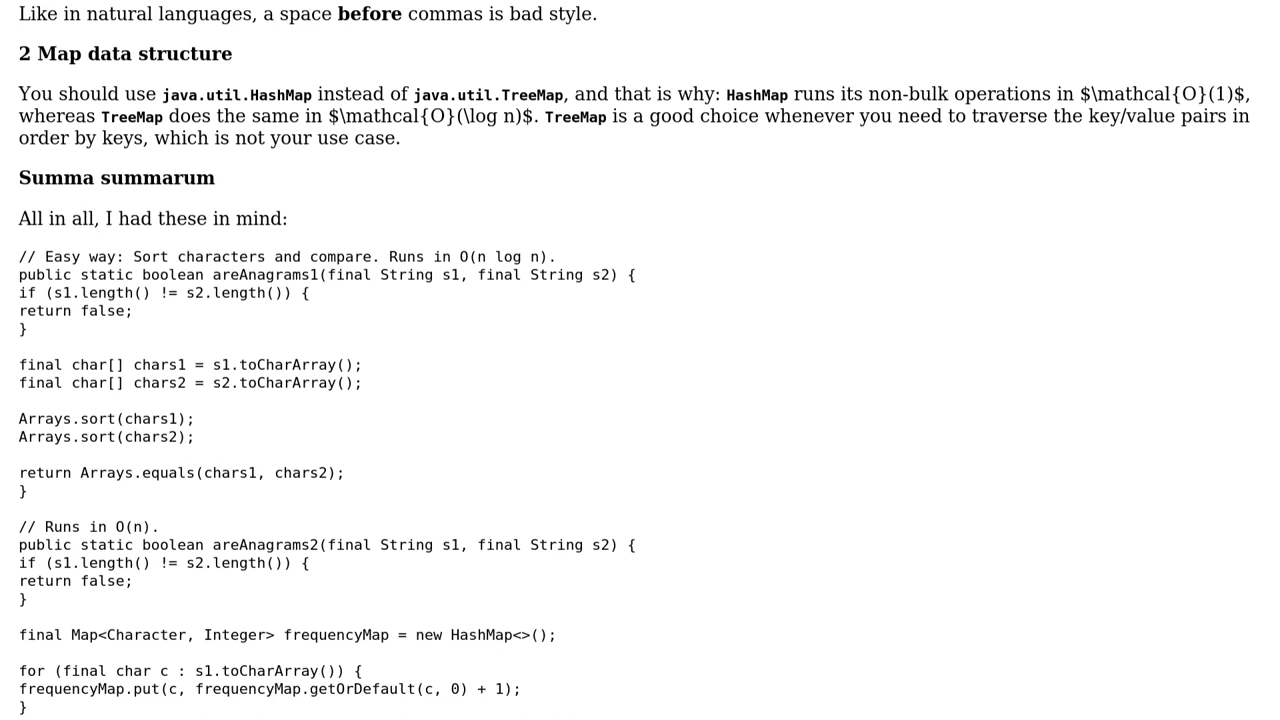 Like in natural languages, a space before commas is bad style.
2 Map data structure
You should use java.util.HashMap instead of java.util.TreeMap, and that is why: HashMap runs its non-bulk operations in $\mathcal{O}(1)$,
whereas TreeMap does the same in $\mathcal{O}(\log n)$. TreeMap is a good choice whenever you need to traverse the key/value pairs in
order by keys, which is not your use case.
Summa summarum
All in all, I had these in mind:
// Easy way: Sort characters and compare. Runs in O(n log n).
public static boolean areAnagrams1(final String s1, final String s2) {
if (s1.length() != s2.length()) {
return false;
}
final char[] chars1 = s1.toCharArray();
final char[] chars2 = s2.toCharArray();
Arrays.sort(chars1);
Arrays.sort(chars2);
return Arrays.equals(chars1, chars2);
}
// Runs in O(n).
public static boolean areAnagrams2(final String s1, final String s2) {
if (s1.length() != s2.length()) {
return false;
}
final Map<Character, Integer> frequencyMap = new HashMap<>();
for (final char c : s1.toCharArray()) {
frequencyMap.put(c, frequencyMap.getOrDefault(c, 0) + 1);
}